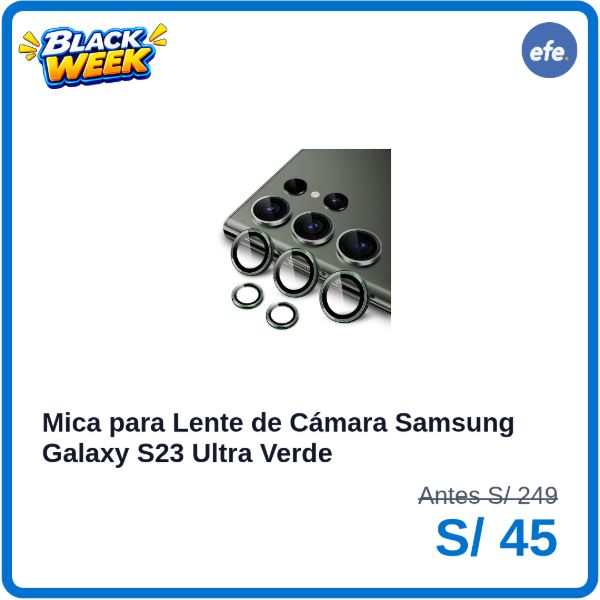 BLACK
WEEK
efe.
Mica para Lente de Cámara Samsung
Galaxy S23 Ultra Verde
Antes S/ 249
S/ 45